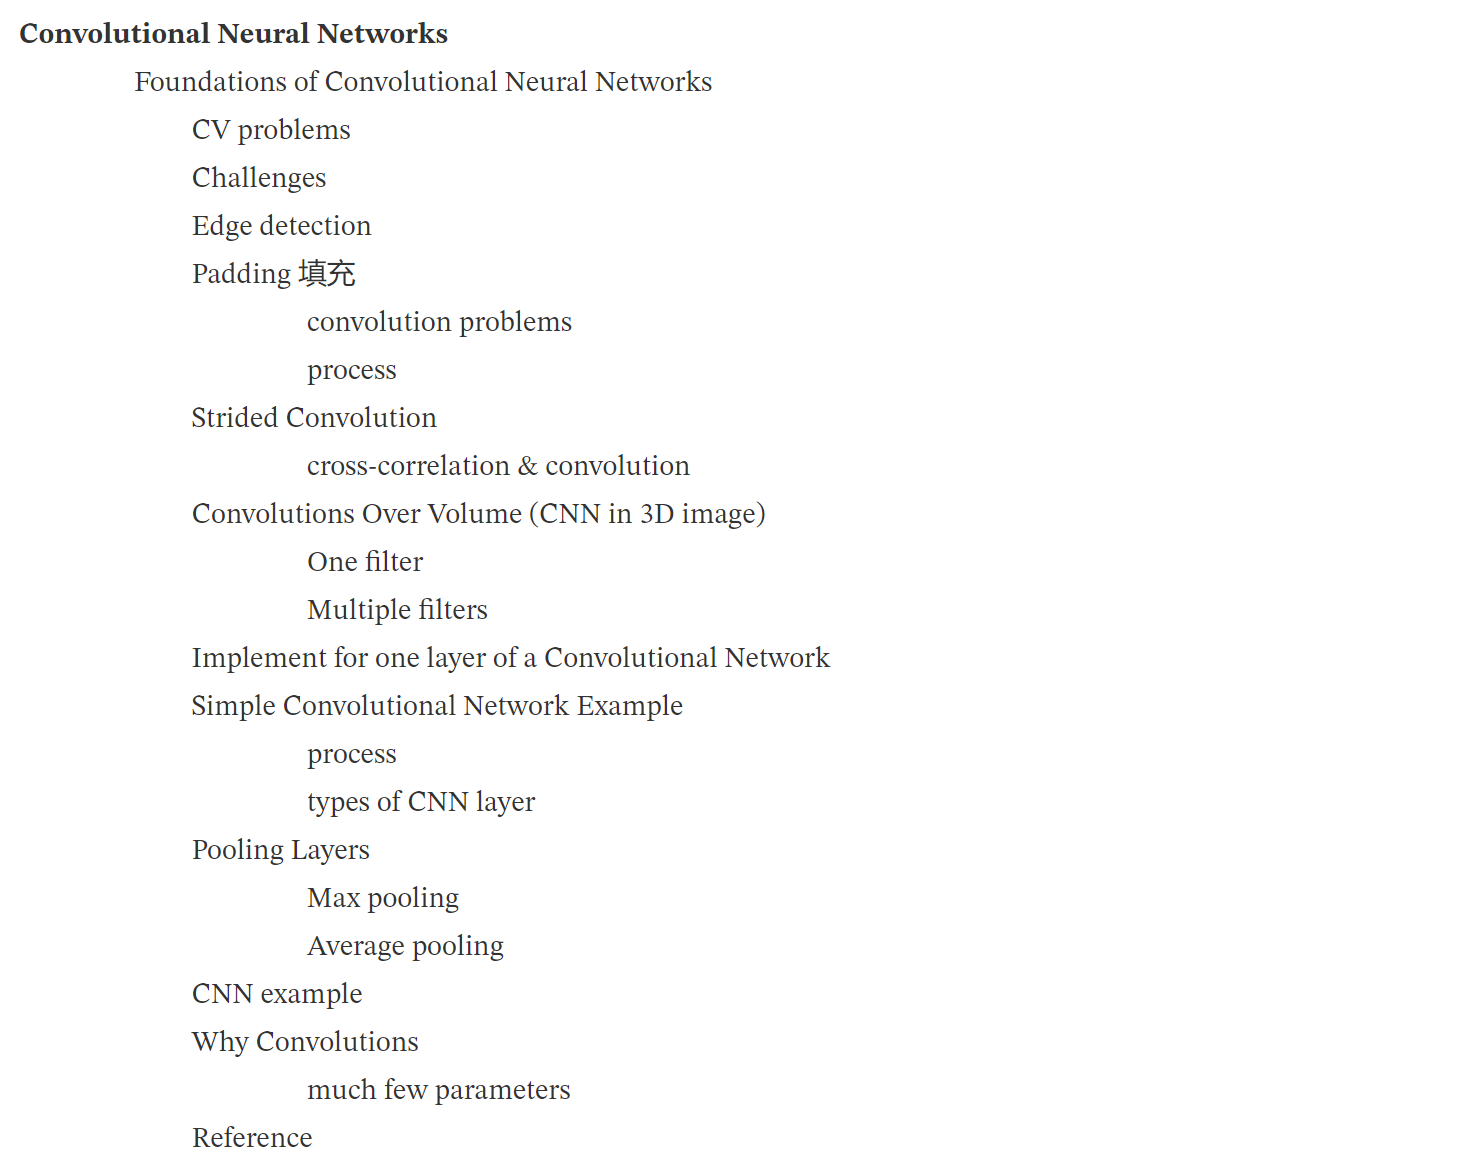 Convolutional Neural Networks
Foundations of Convolutional Neural Networks
CV problems
Challenges
Edge detection
Padding 填充
convolution problems
process
Strided Convolution
cross-correlation & convolution
Convolutions Over Volume (CNN in 3D image)
One filter
Multiple filters
Implement for one layer of a Convolutional Network
Simple Convolutional Network Example
process
types of CNN layer
Pooling Layers
Max pooling
Average pooling
CNN example
Why Convolutions
much few parameters
Reference